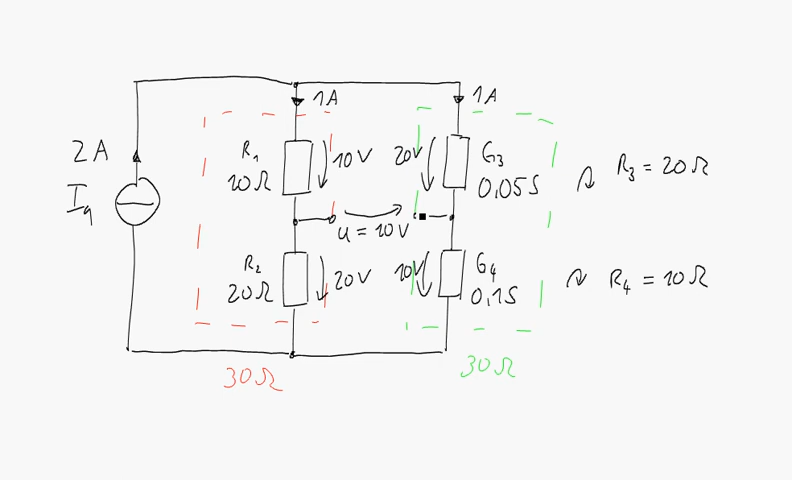 1A
1A
2A
Iq
R1
10Ω
10V
20V
G3
0,05S
R3 = 20Ω
u = 10V
R2
20Ω
20V
10V
G4
0,1S
R4 = 10Ω
30Ω
30Ω